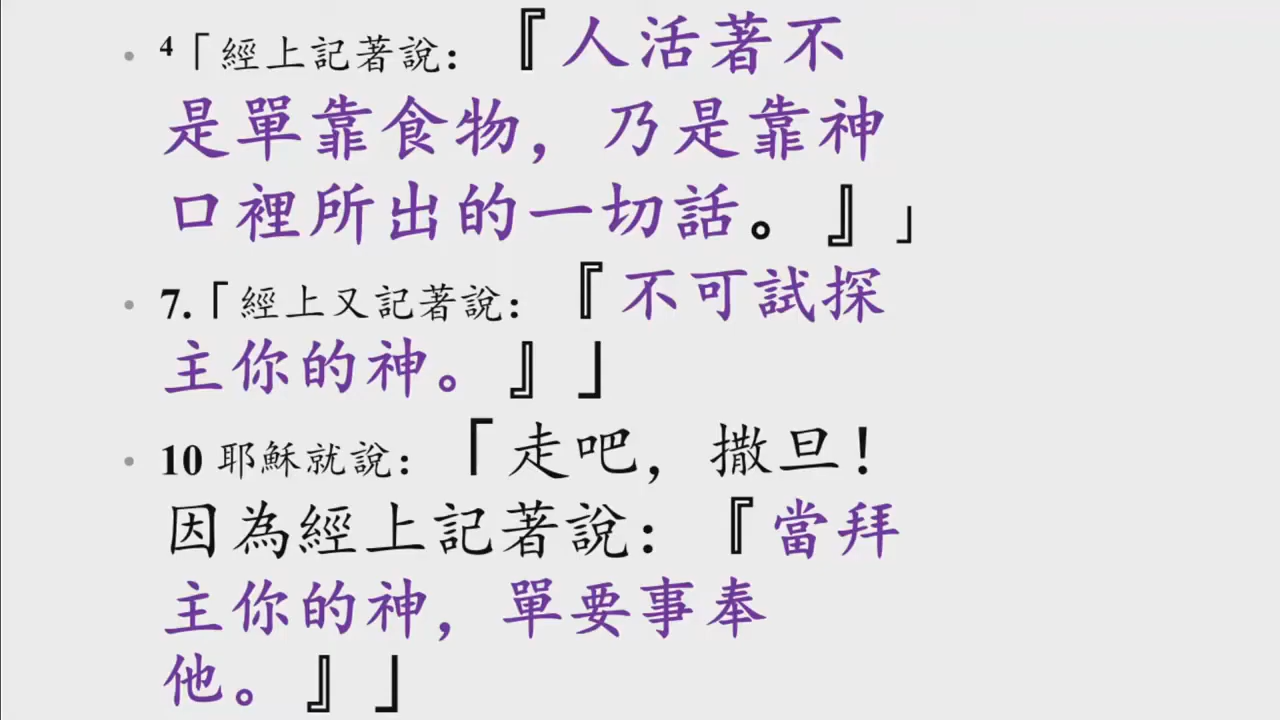 • 4「經上記著說：『人活著不
是單靠食物，乃是靠神
口裡所出的一切話。』」
• 7.「經上又記著說：『不可試探
主你的神。』」
• 10 耶穌就說：「走吧，撒旦！
因為經上記著說：『當拜
主你的神，單要事奉
他。』」